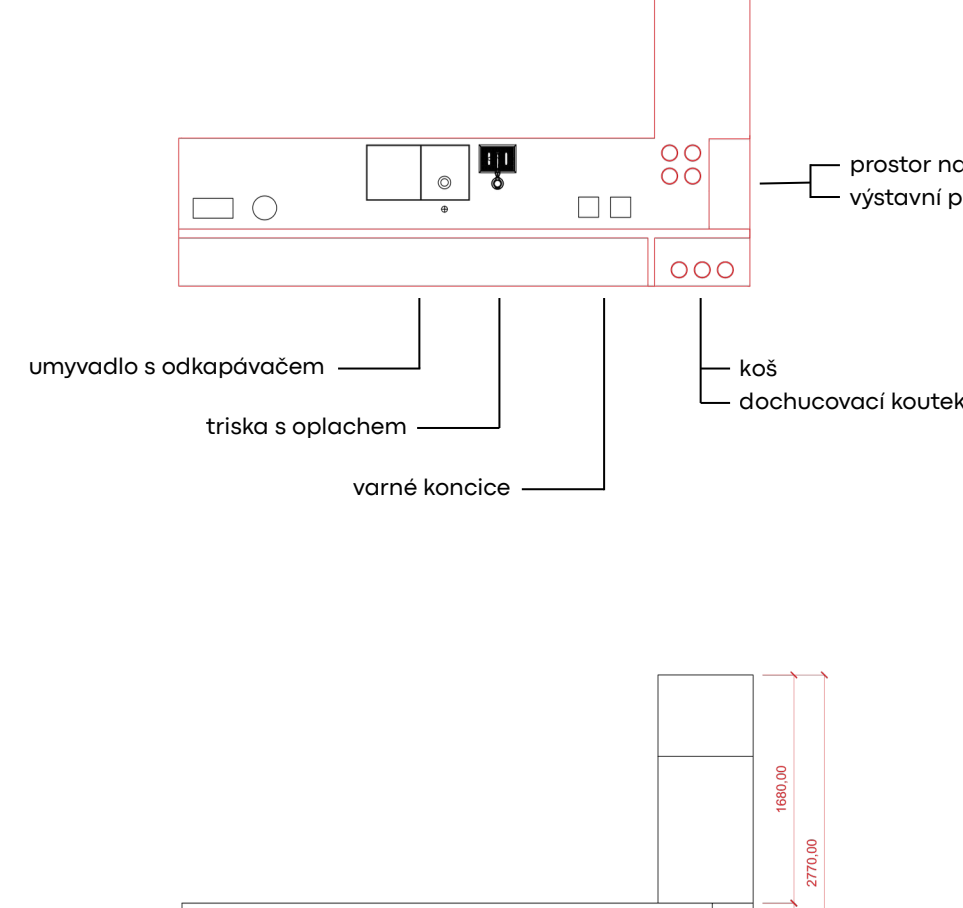 prostor na
výstavní p
umyvadlo s odkapávačem
koš
dochucovací koutek
triska s oplachem
varné koncice
1680,00
2770,00